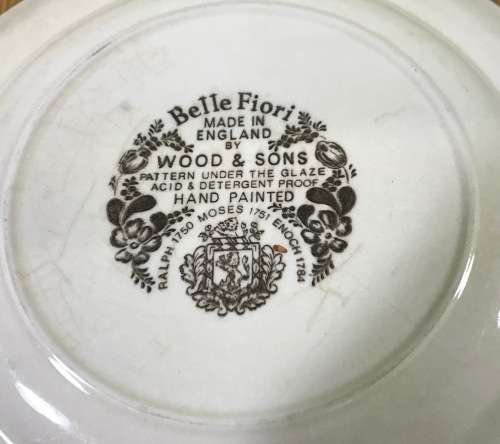 Belle Fiori
MADE IN
ENGLAND
BY
WOOD & SONS
PATTERN UNDER THE GLAZE
ACID & DETERGENT PROOF
HAND PAINTED
RALPH 1750 MOSES 1751 ENOCH 1784